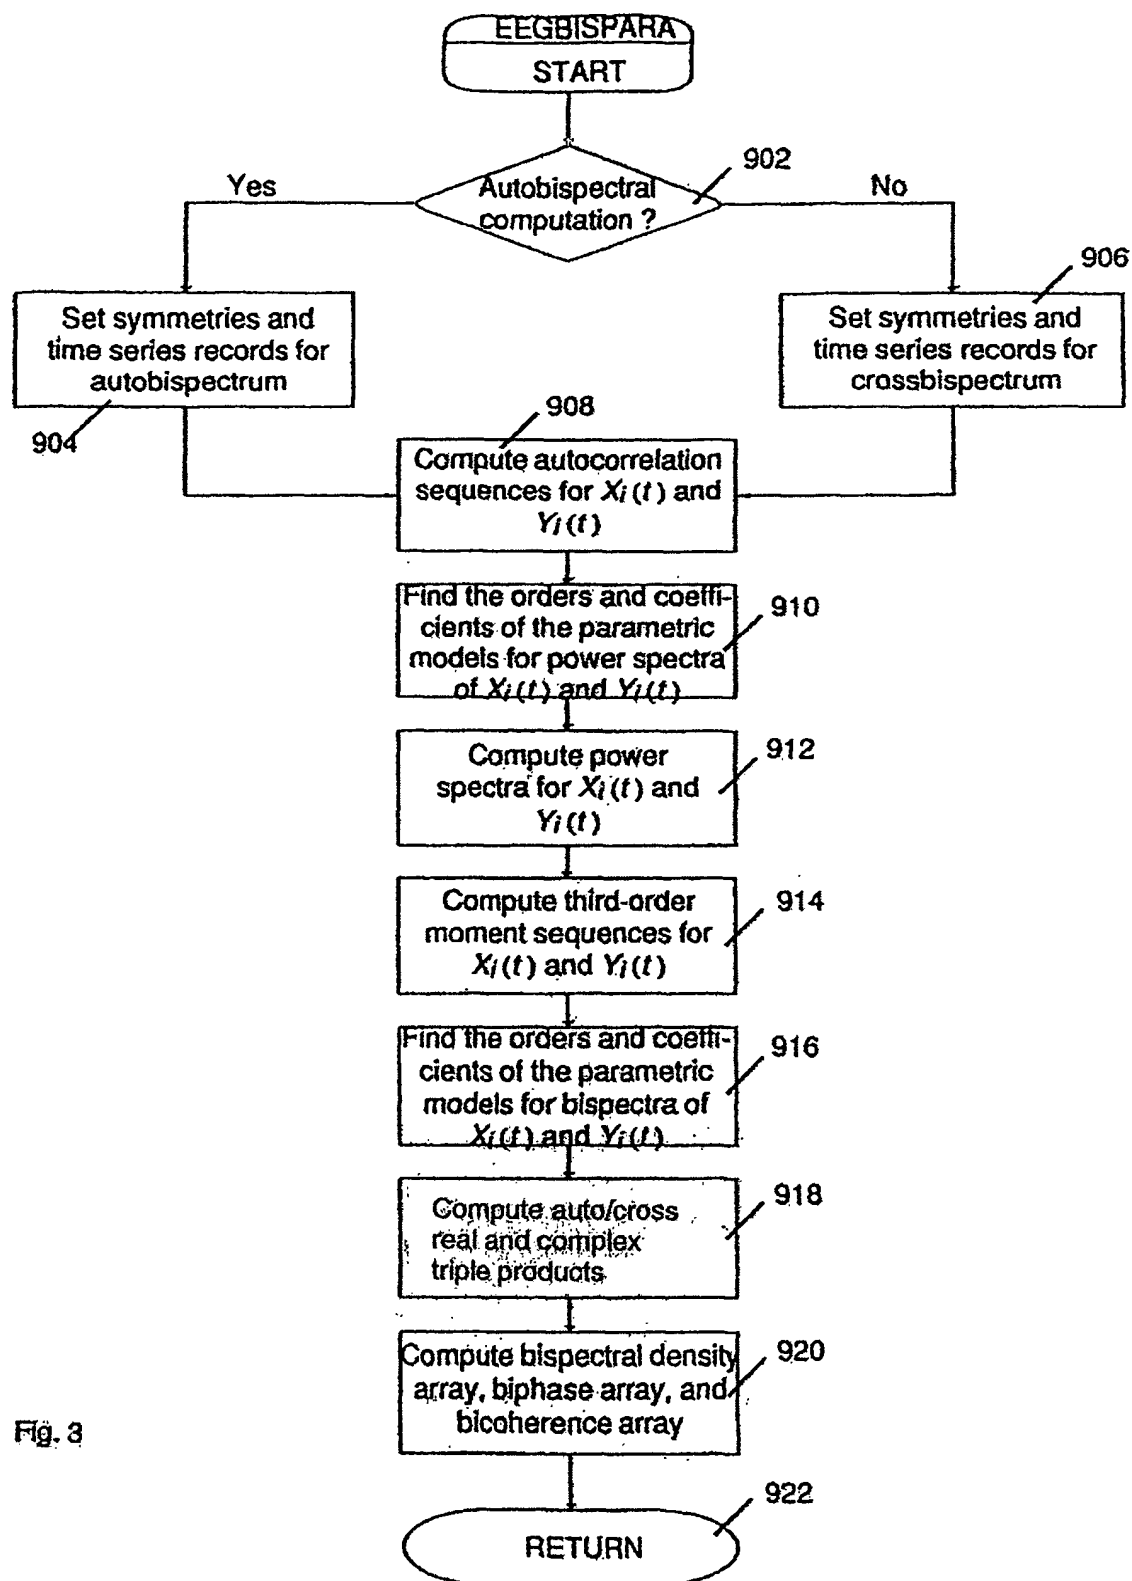 EEGBISPARA
START
902
Autobispectral
computation ?
Yes
No
906
Set symmetries and
time series records for
autobispectrum
904
Set symmetries and
time series records for
crossbispectrum
908
Compute autocorrelation
sequences for Xi(t) and
Yi(t)
Find the orders and coeffi-
cients of the parametric
models for power spectra
of Xi(t) and Yi(t)
910
Compute power
spectra for Xi(t) and
Yi(t)
912
Compute third-order
moment sequences for
Xi(t) and Yi(t)
914
Find the orders and coeffi-
cients of the parametric
models for bispectra of
Xi(t) and Yi(t)
916
Compute auto/cross
real and complex
triple products
918
Compute bispectral density
array, biphase array, and
bicoherence array
920
Fig. 3
922
RETURN